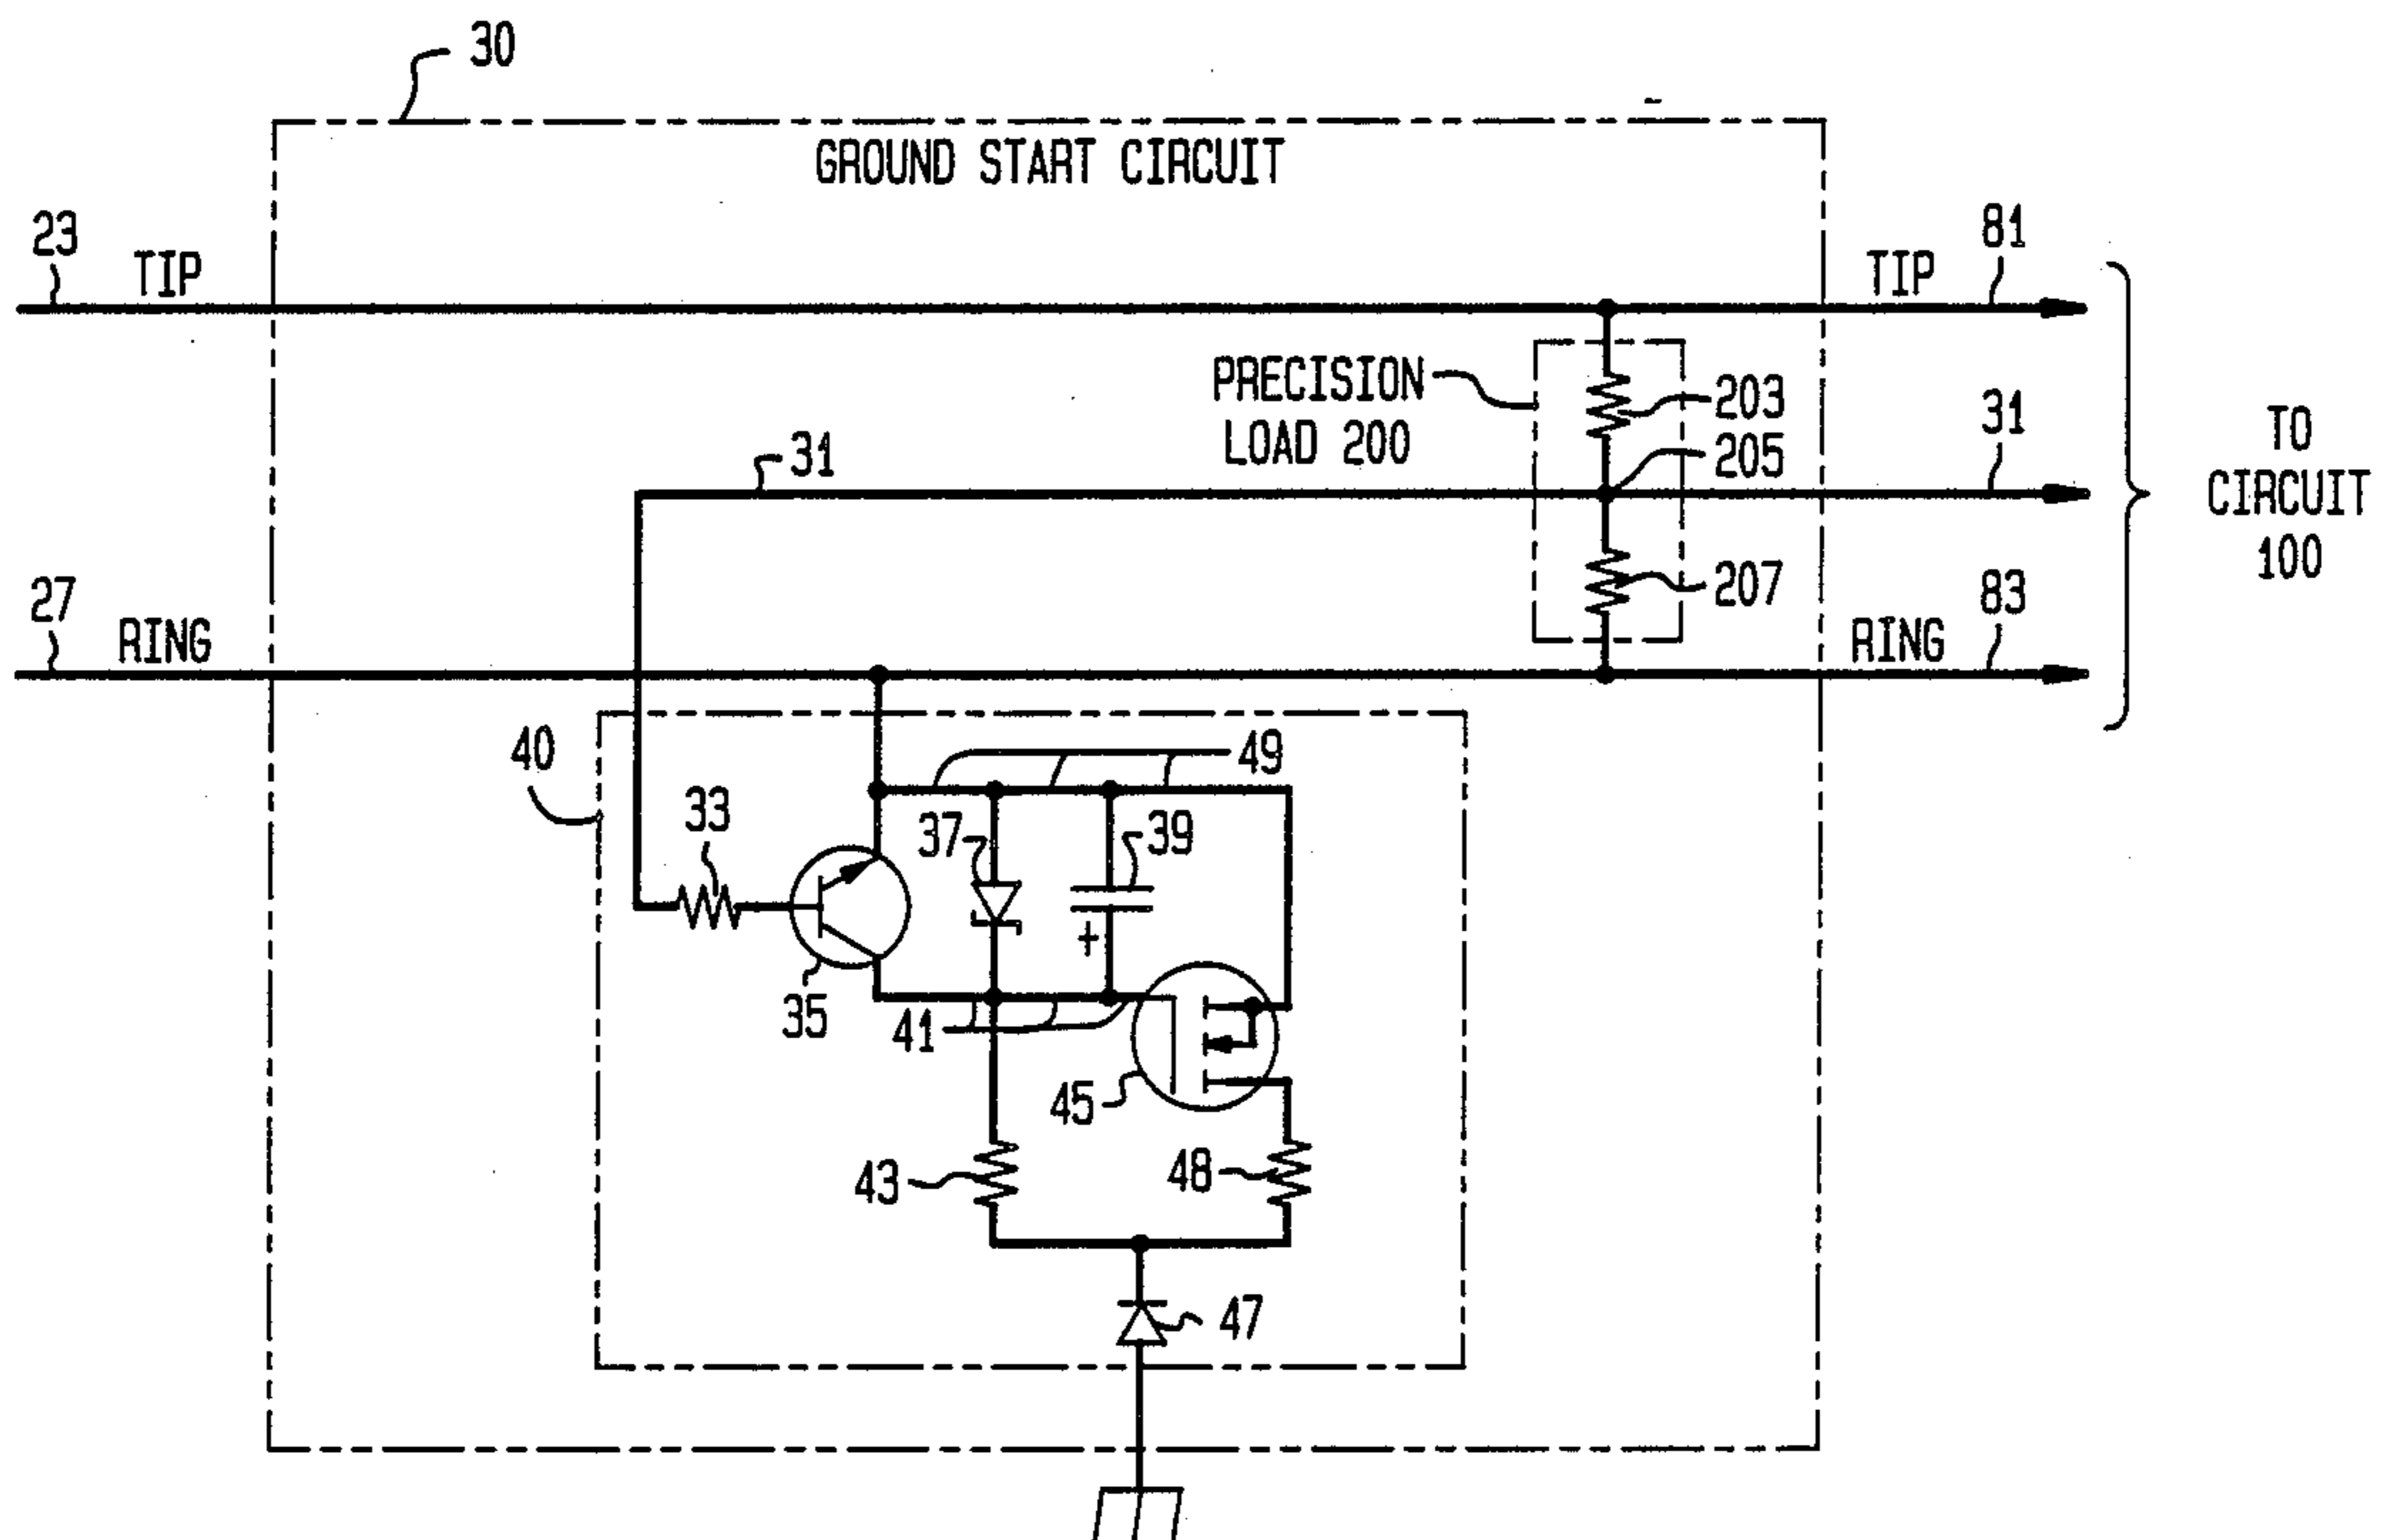 30
GROUND START CIRCUIT
23
TIP
TIP
81
PRECISION
LOAD 200
203
205
207
31
31
TO
CIRCUIT
100
27
RING
RING
83
40
49
33
37
39
35
41
45
43
48
47
+